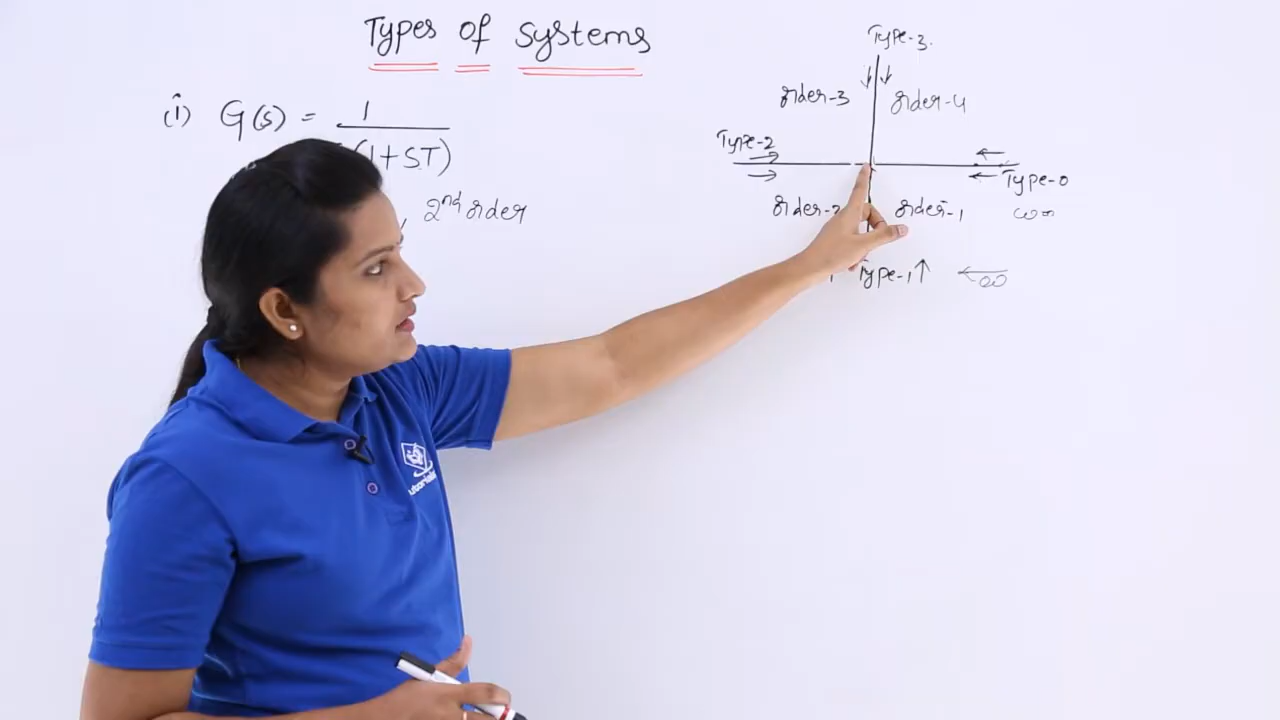 Types of Systems
(i) G(s) = 1
(1+ST)
2nd order
Type-3.
order-3
order-4
Type-2
Type-0
order-2
order-1
ω=∞
Type-1↑